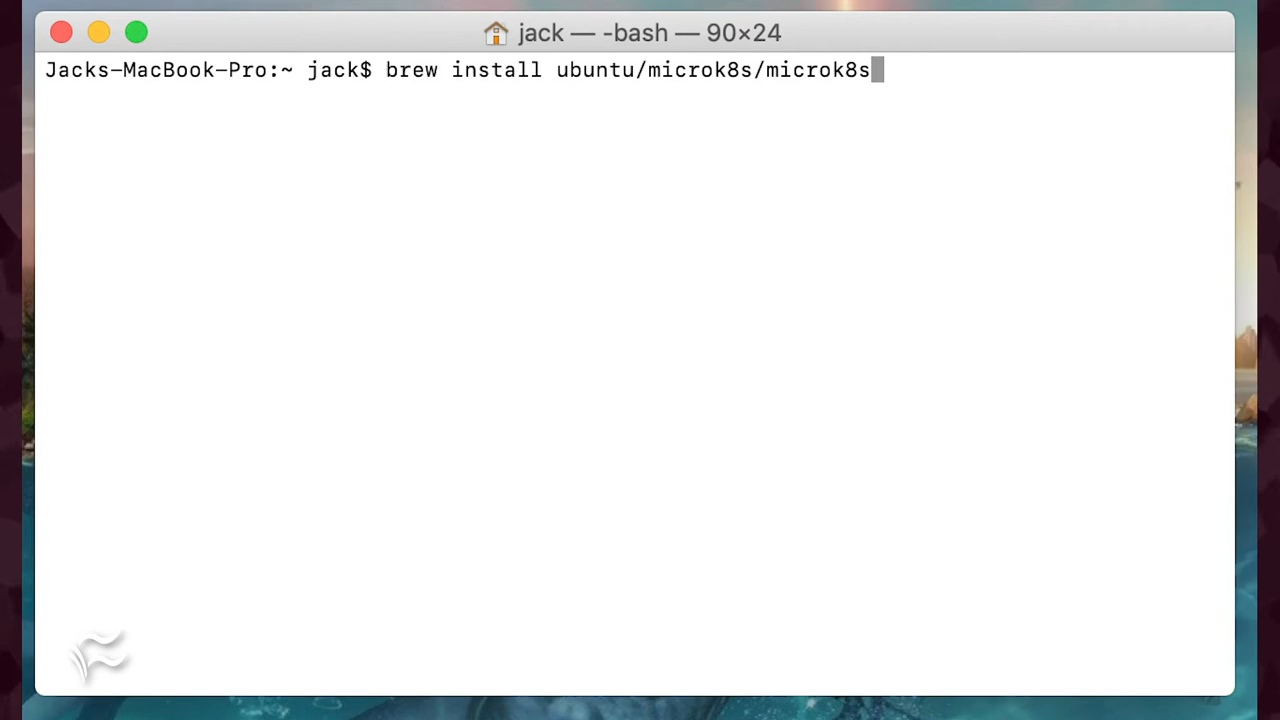 jack — -bash — 90×24
Jacks-MacBook-Pro:~ jack$ brew install ubuntu/microk8s/microk8s